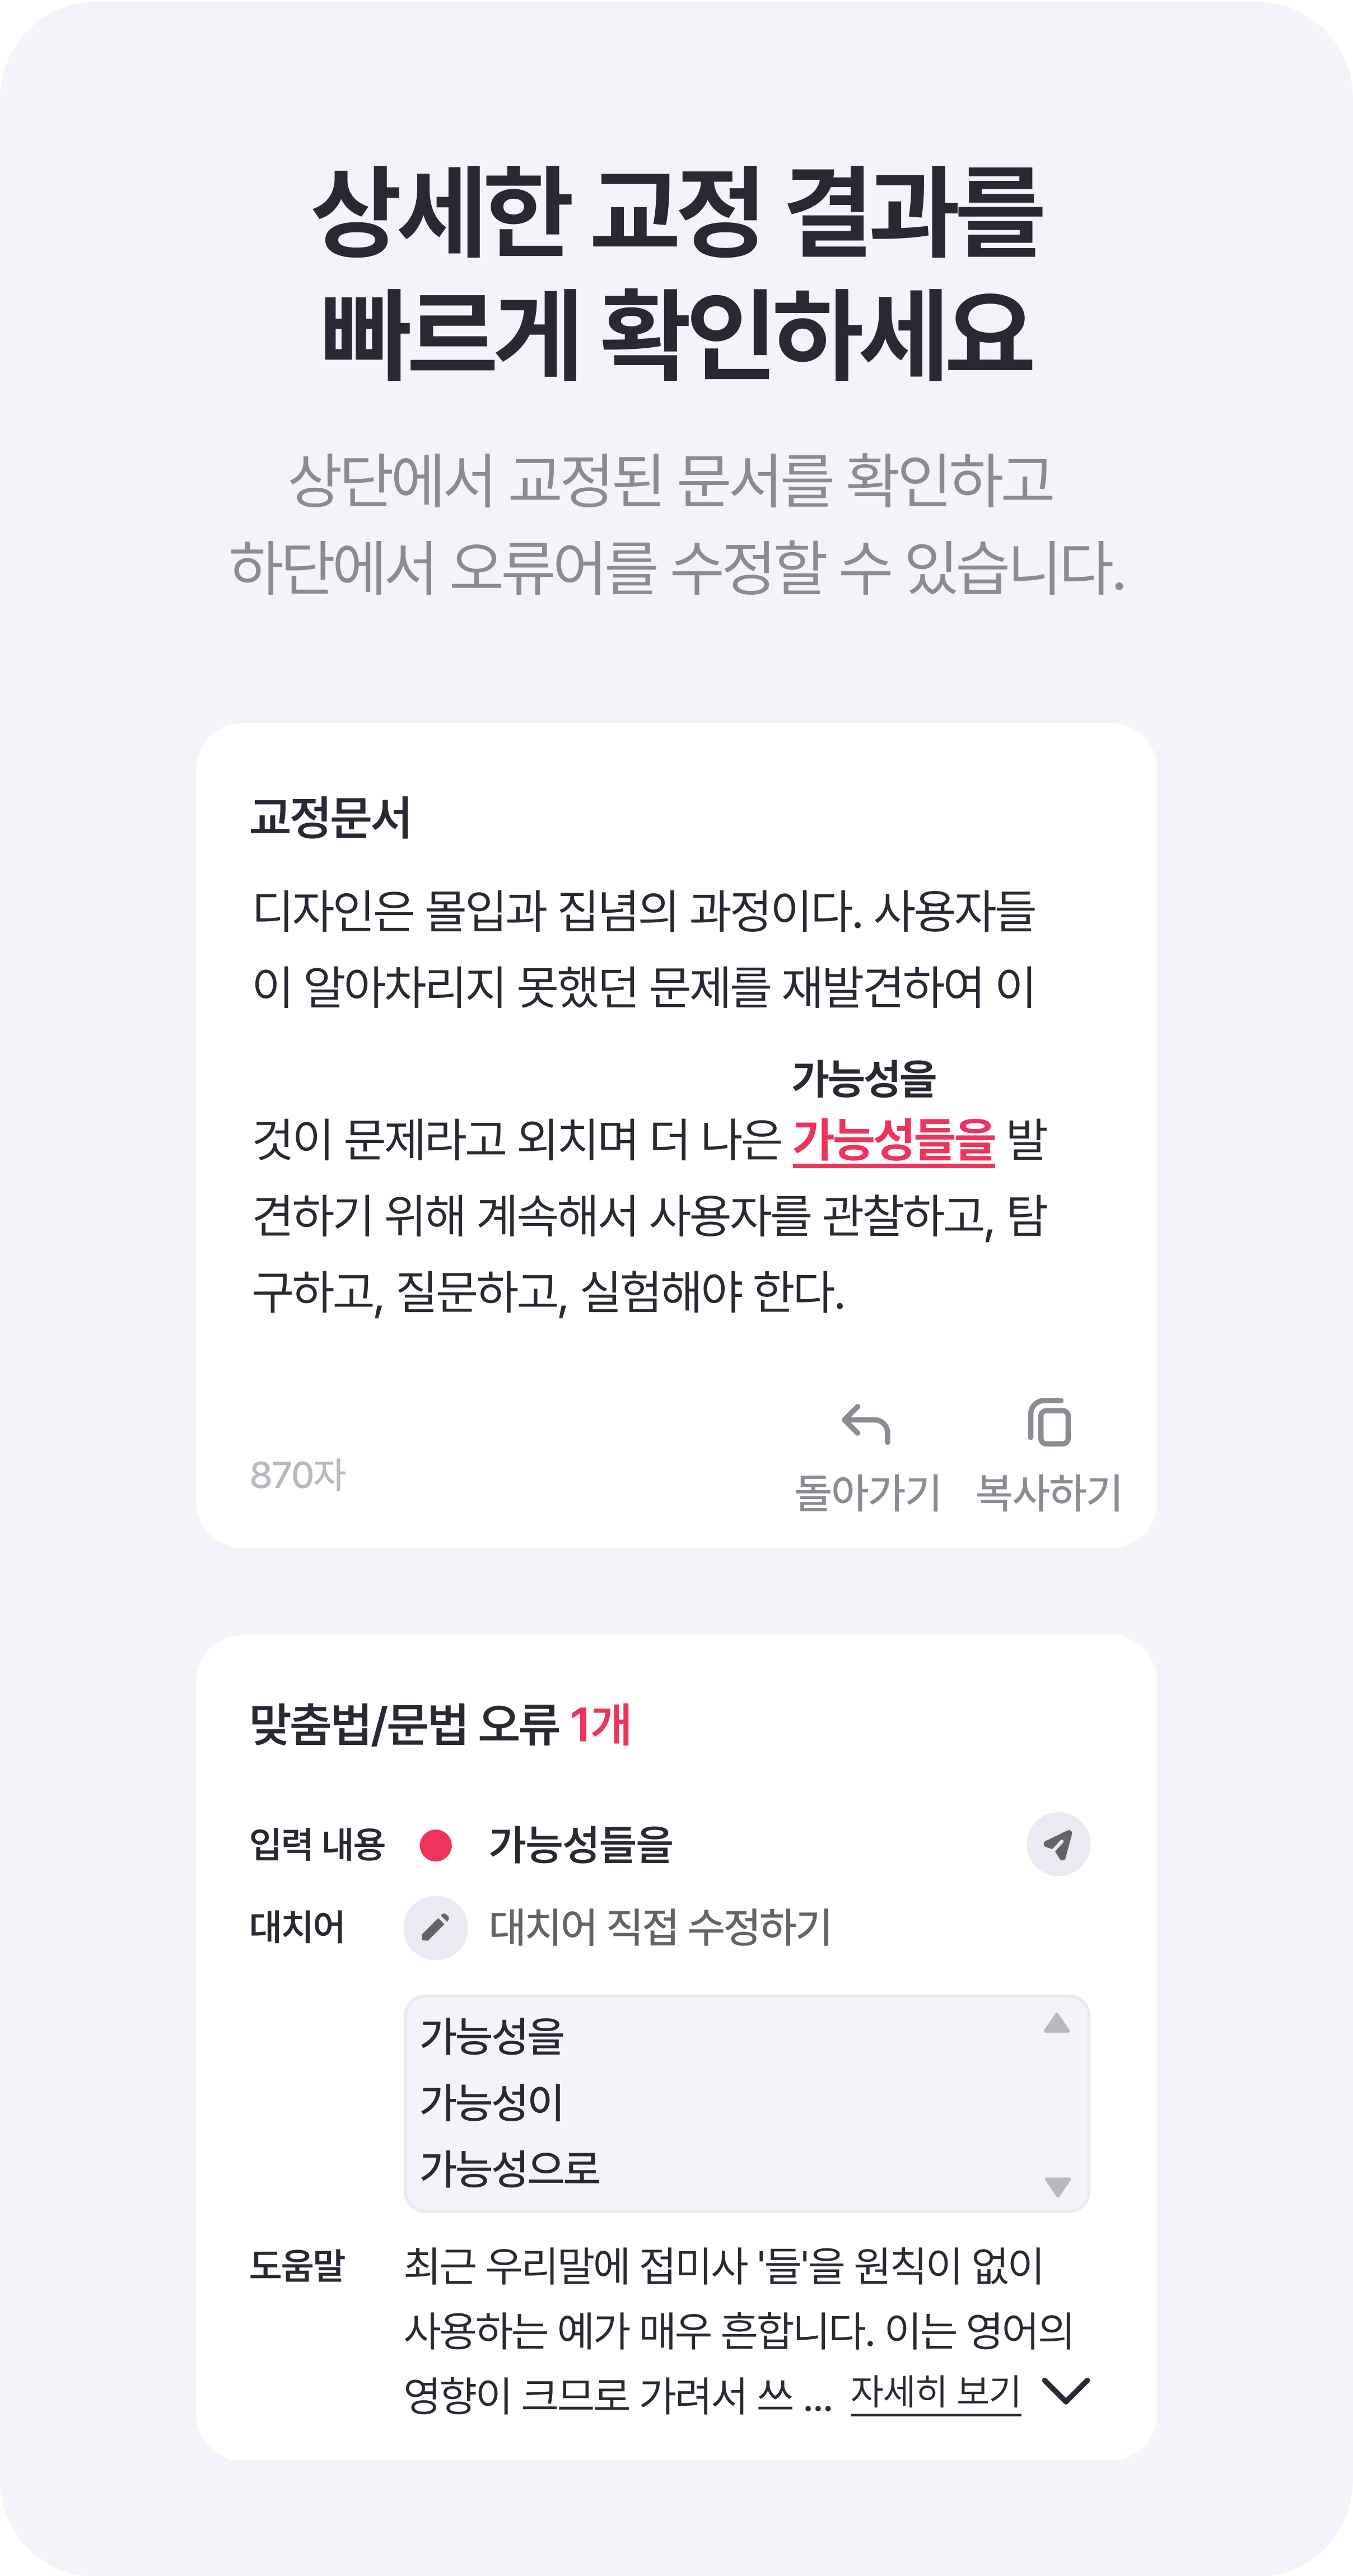 상세한 교정 결과를
빠르게 확인하세요
상단에서 교정된 문서를 확인하고
하단에서 오류어를 수정할 수 있습니다.
교정문서
디자인은 몰입과 집념의 과정이다. 사용자들
이 알아차리지 못했던 문제를 재발견하여 이
가능성을
것이 문제라고 외치며 더 나은 가능성들을 발
견하기 위해 계속해서 사용자를 관찰하고, 탐
구하고, 질문하고, 실험해야 한다.
870자
돌아가기 복사하기
맞춤법/문법 오류 1개
입력 내용 가능성들을
대치어 대치어 직접 수정하기
가능성을
가능성이
가능성으로
도움말 최근 우리말에 접미사 '들'을 원칙이 없이
사용하는 예가 매우 흔합니다. 이는 영어의
영향이 크므로 가려서 쓰 ... 자세히 보기